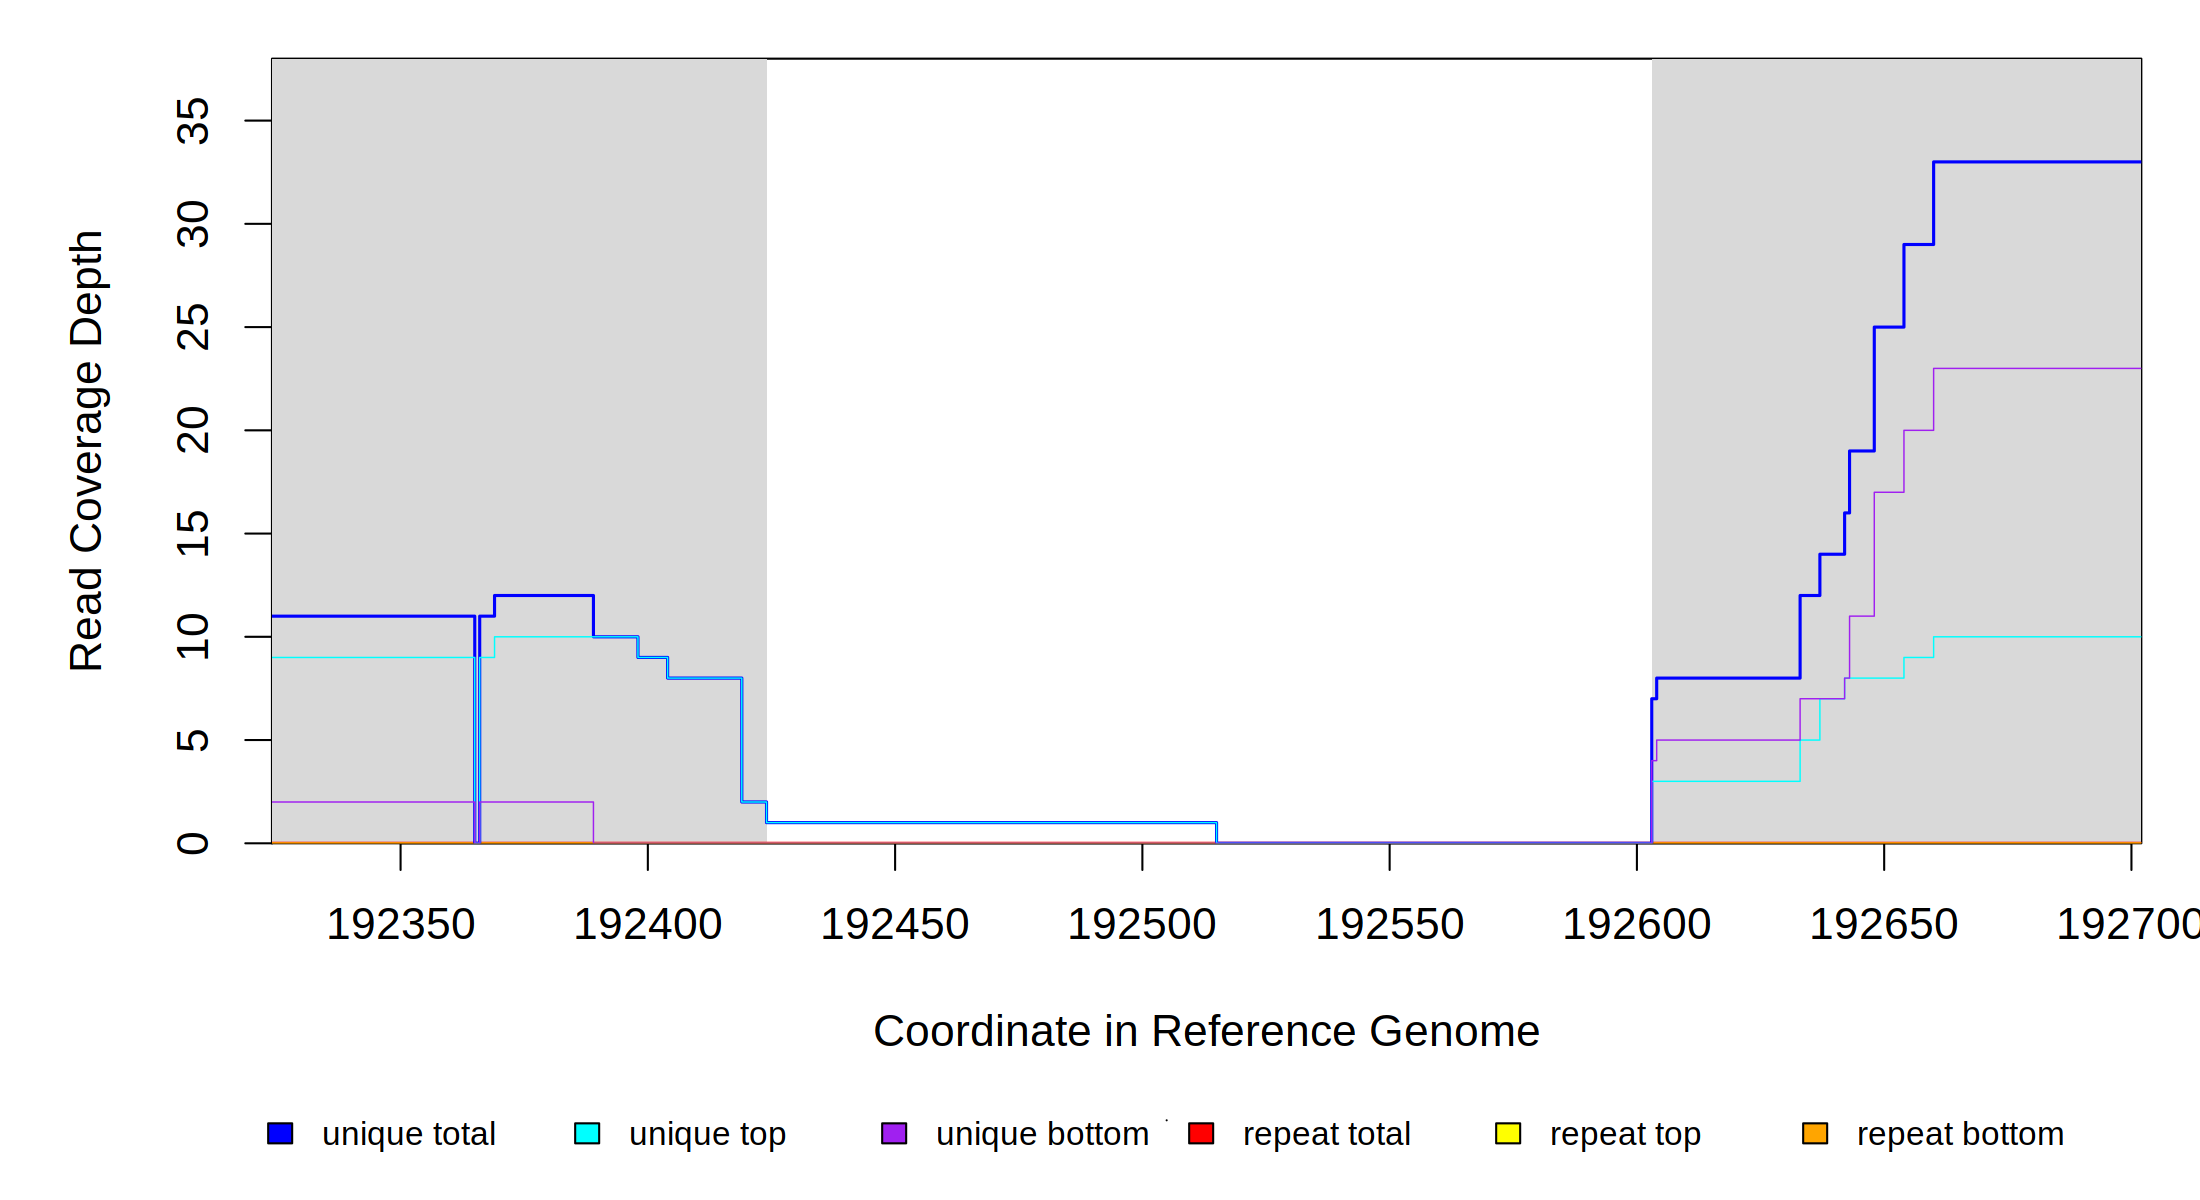 35
30
25
20
15
10
5
0
Read Coverage Depth
192350 192400 192450 192500 192550 192600 192650 192700
Coordinate in Reference Genome
unique total unique top unique bottom repeat total repeat top repeat bottom